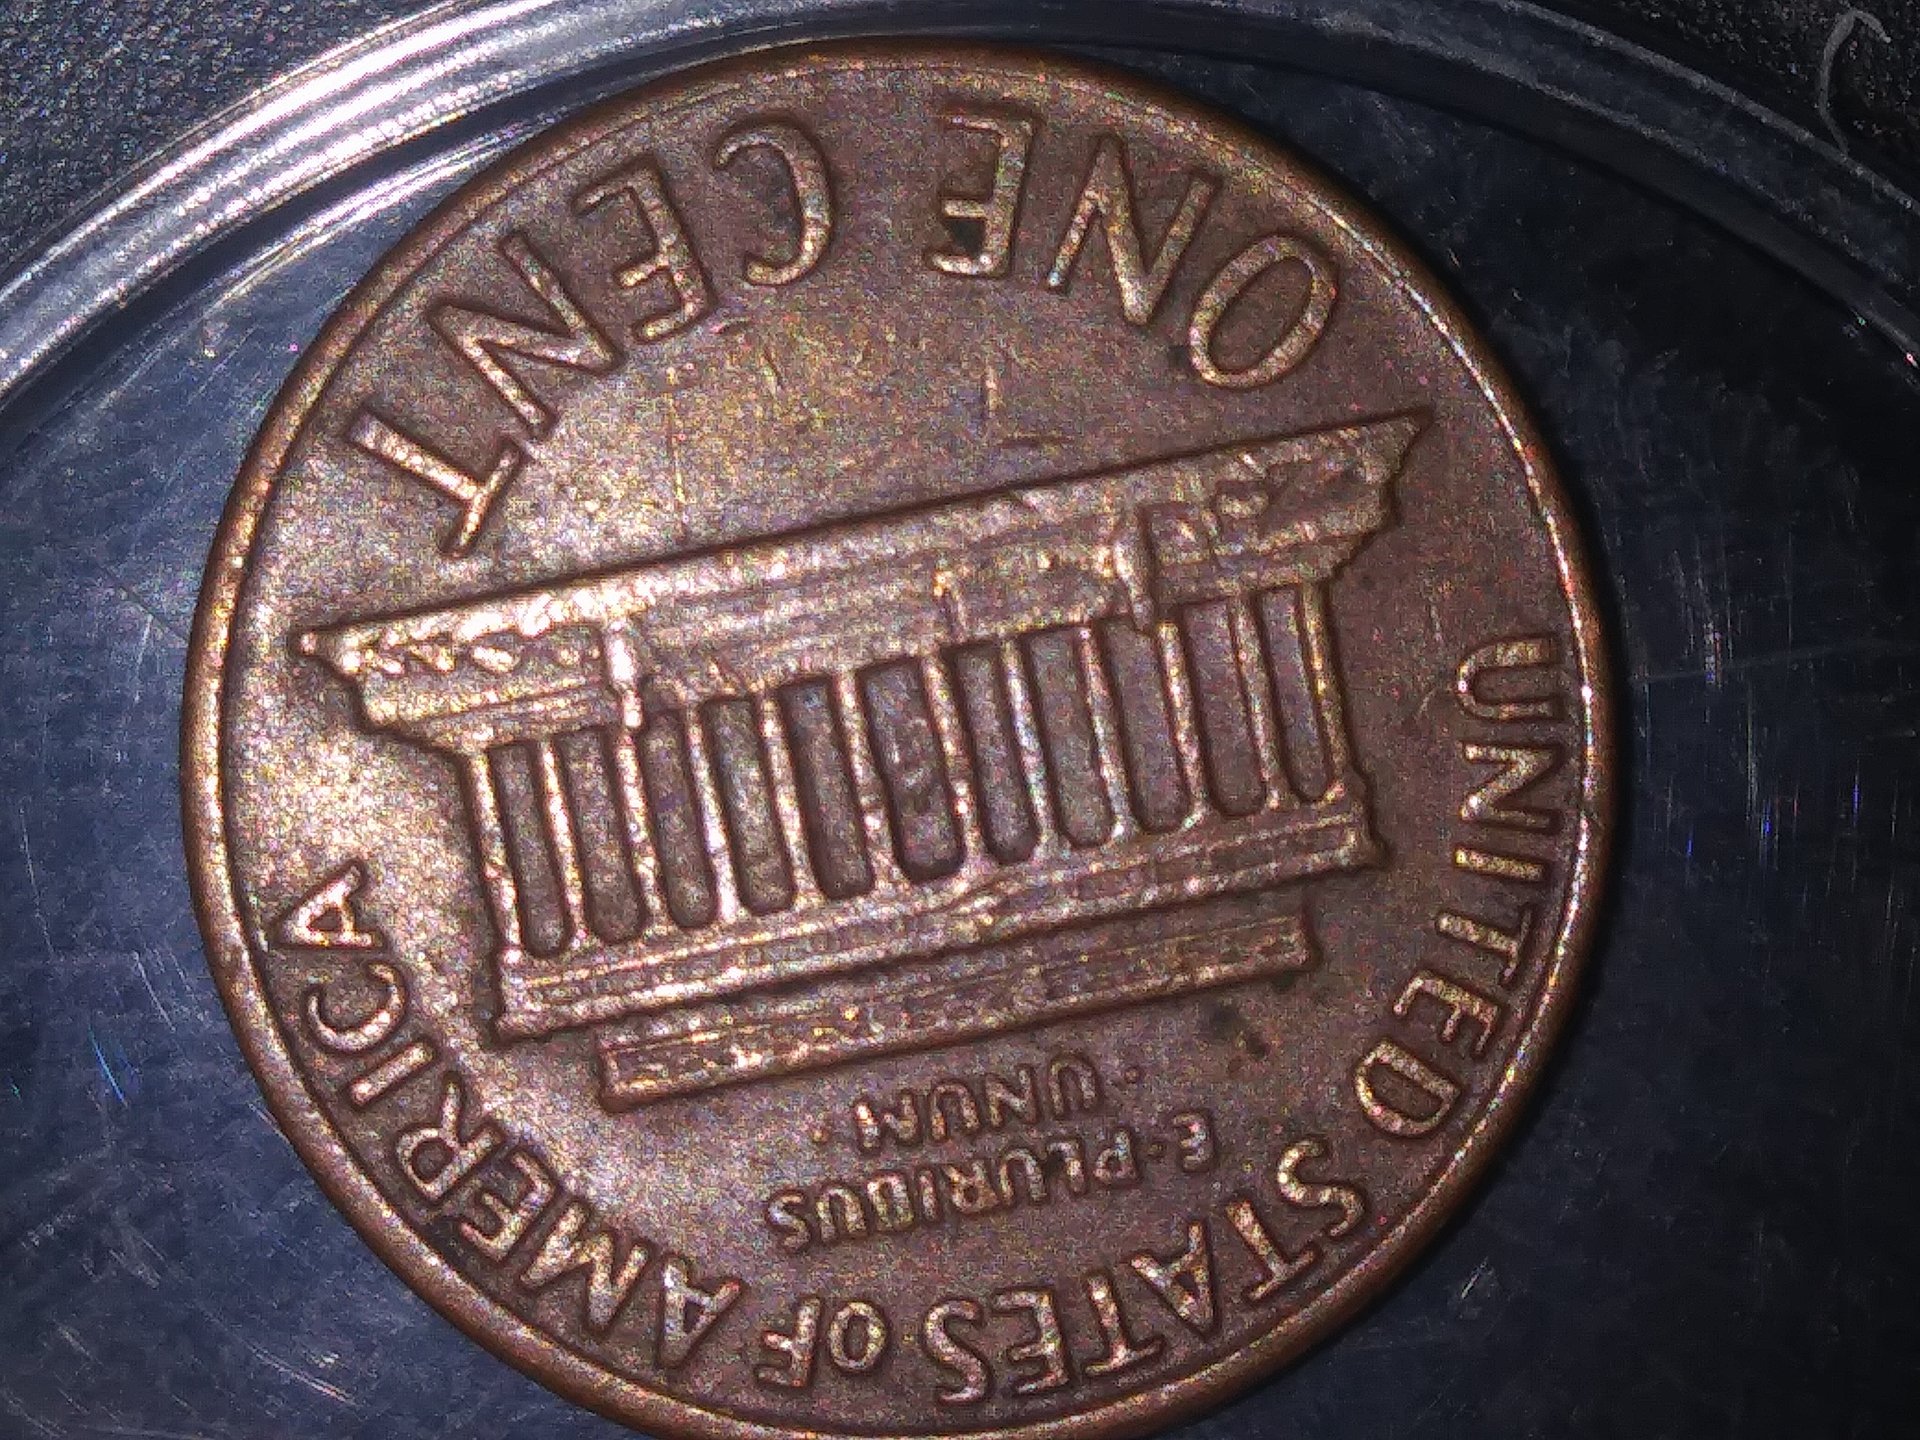 UNITED STATES OF AMERICA
E·PLURIBUS
·UNUM·
ONE CENT